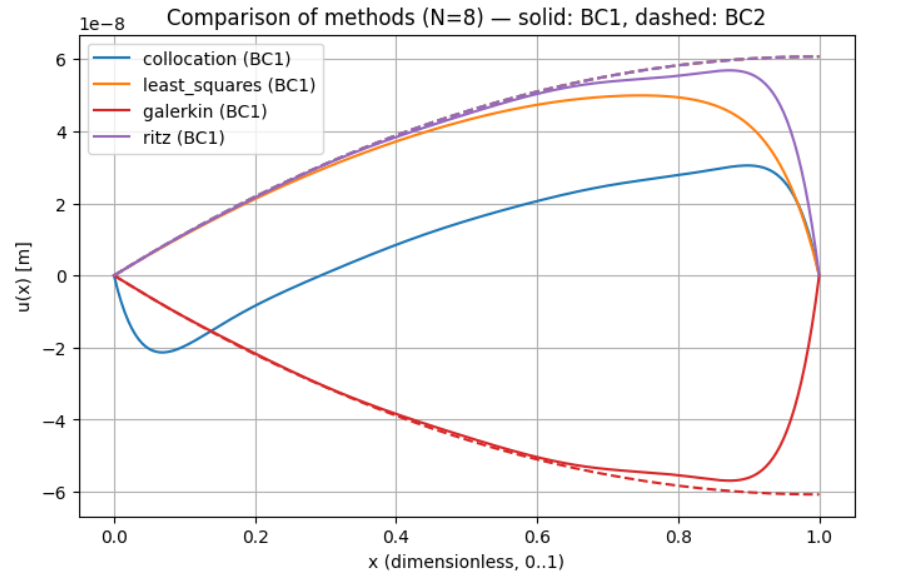 Comparison of methods (N=8) — solid: BC1, dashed: BC2
1e−8
collocation (BC1)
least_squares (BC1)
galerkin (BC1)
ritz (BC1)
6
4
2
0
−2
−4
−6
u(x) [m]
0.0 0.2 0.4 0.6 0.8 1.0
x (dimensionless, 0..1)